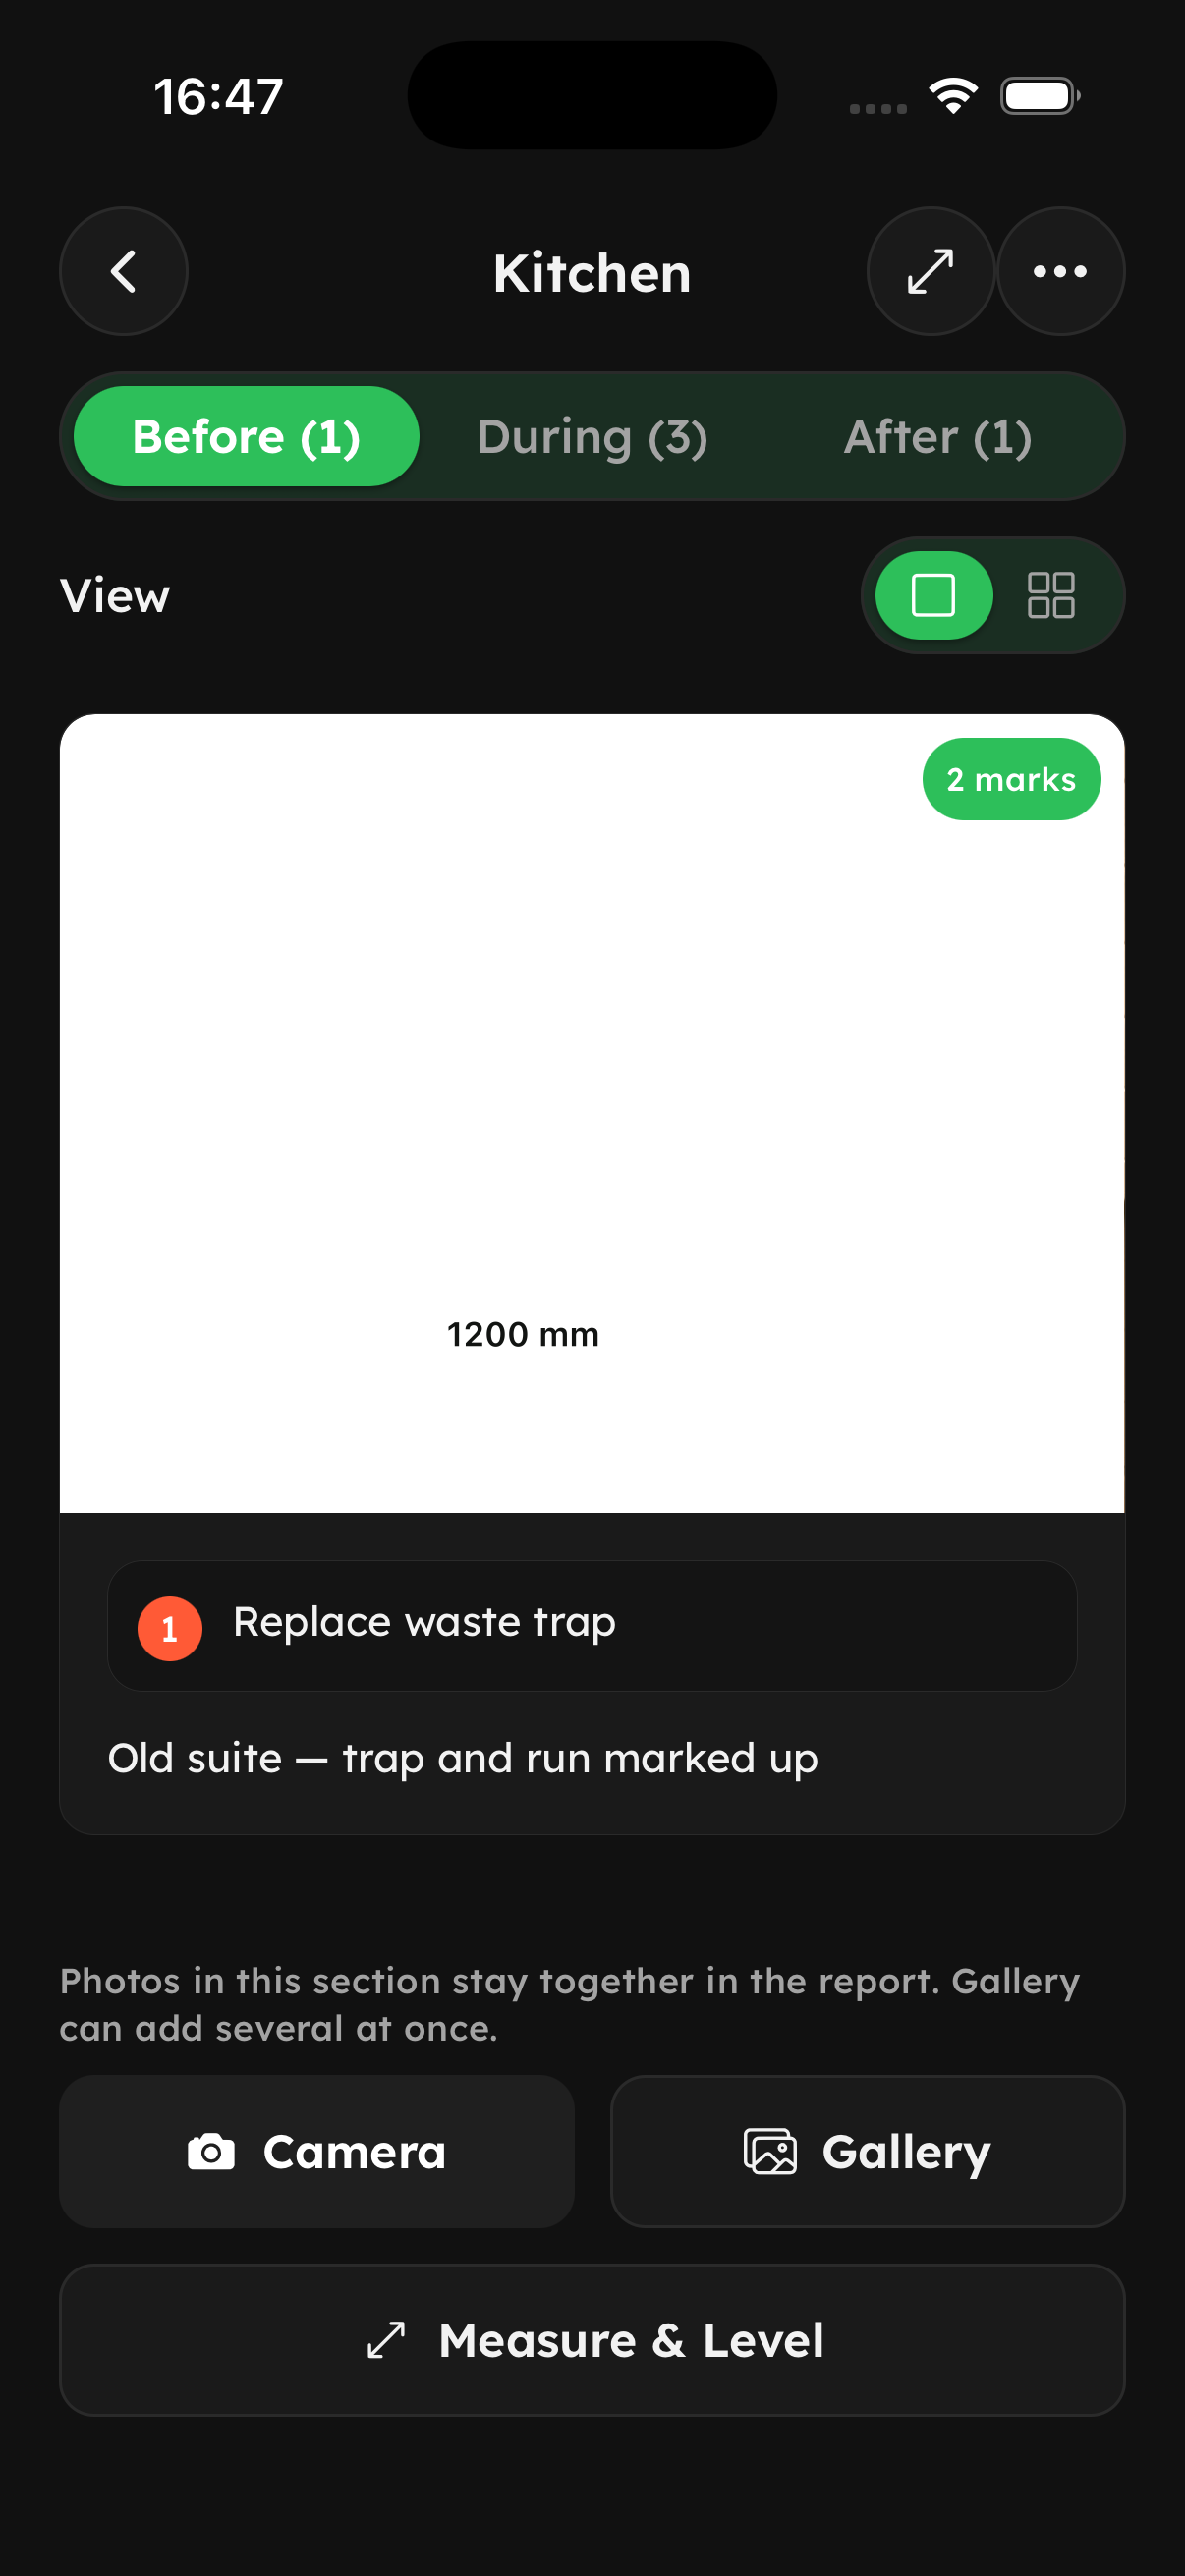 16:47
Kitchen
Before (1)
During (3)
After (1)
View
2 marks
1200 mm
1
Replace waste trap
Old suite — trap and run marked up
Photos in this section stay together in the report. Gallery
can add several at once.
Camera
Gallery
Measure & Level